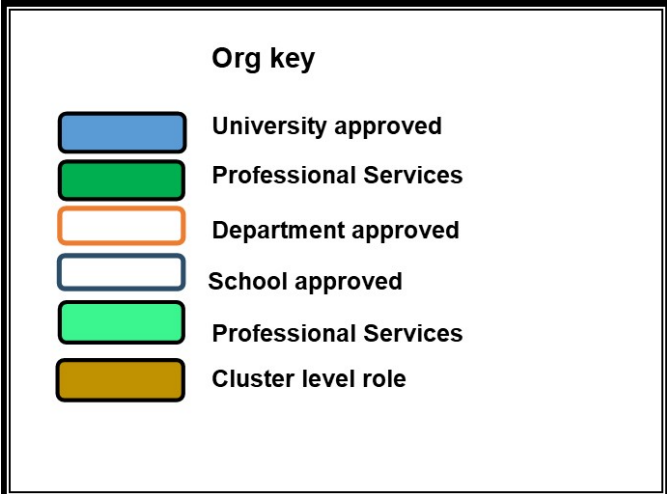 Org key
University approved
Professional Services
Department approved
School approved
Professional Services
Cluster level role